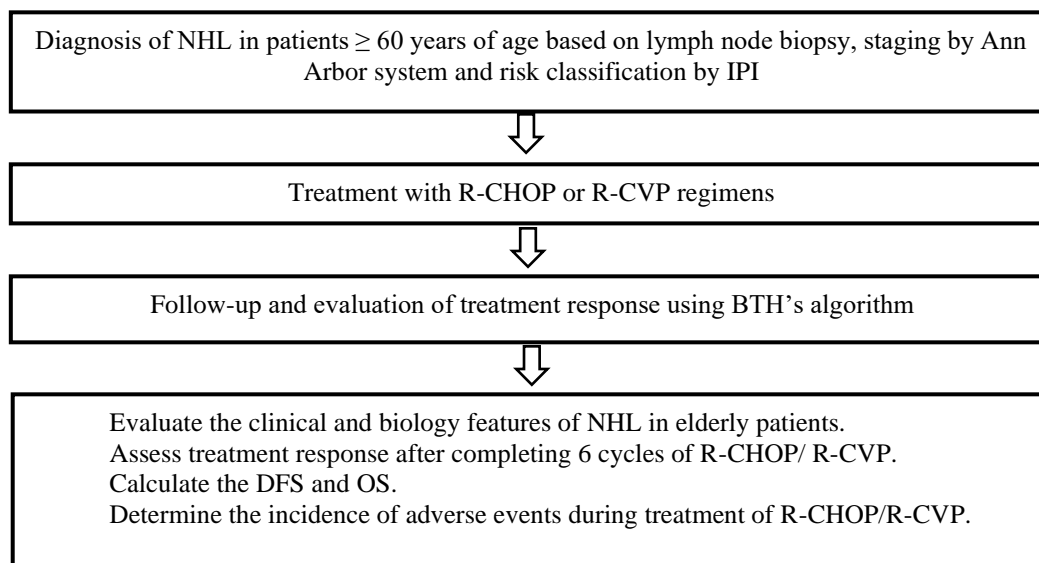 Diagnosis of NHL in patients ≥ 60 years of age based on lymph node biopsy, staging by Ann
Arbor system and risk classification by IPI
Treatment with R-CHOP or R-CVP regimens
Follow-up and evaluation of treatment response using BTH’s algorithm
Evaluate the clinical and biology features of NHL in elderly patients.
Assess treatment response after completing 6 cycles of R-CHOP/ R-CVP.
Calculate the DFS and OS.
Determine the incidence of adverse events during treatment of R-CHOP/R-CVP.